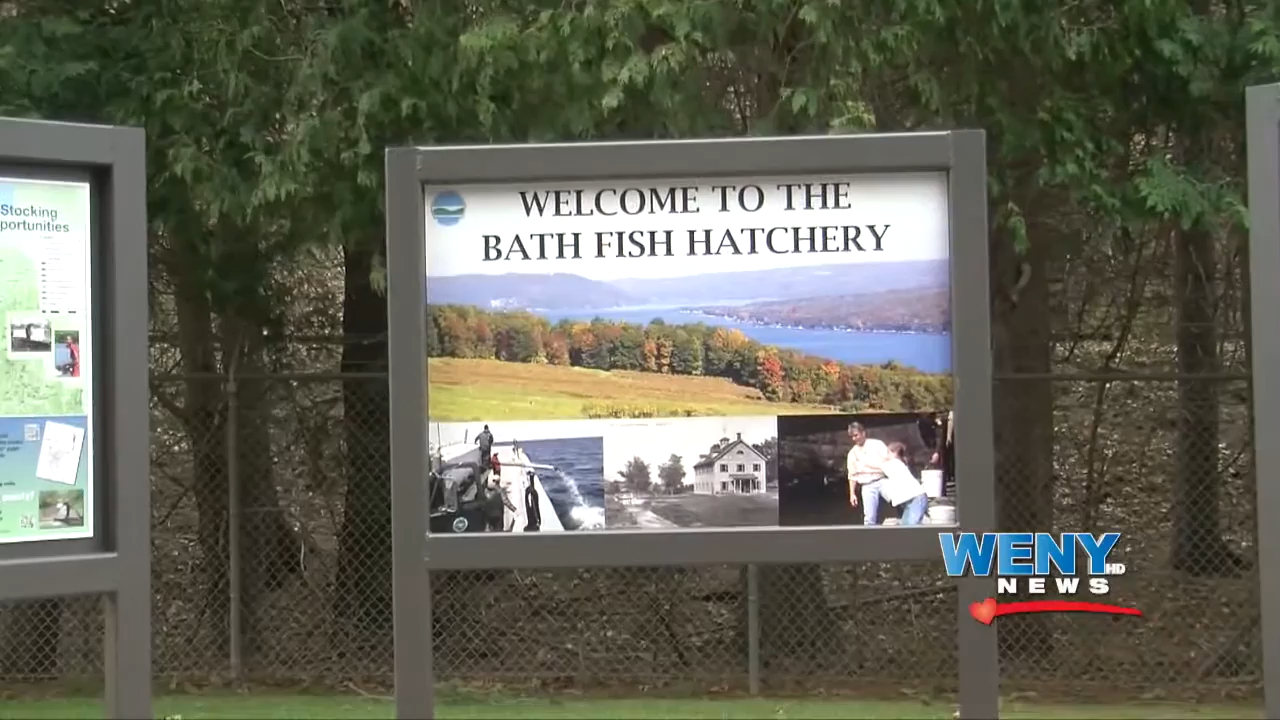 Stocking
portunities
WELCOME TO THE
BATH FISH HATCHERY
WENY HD
NEWS